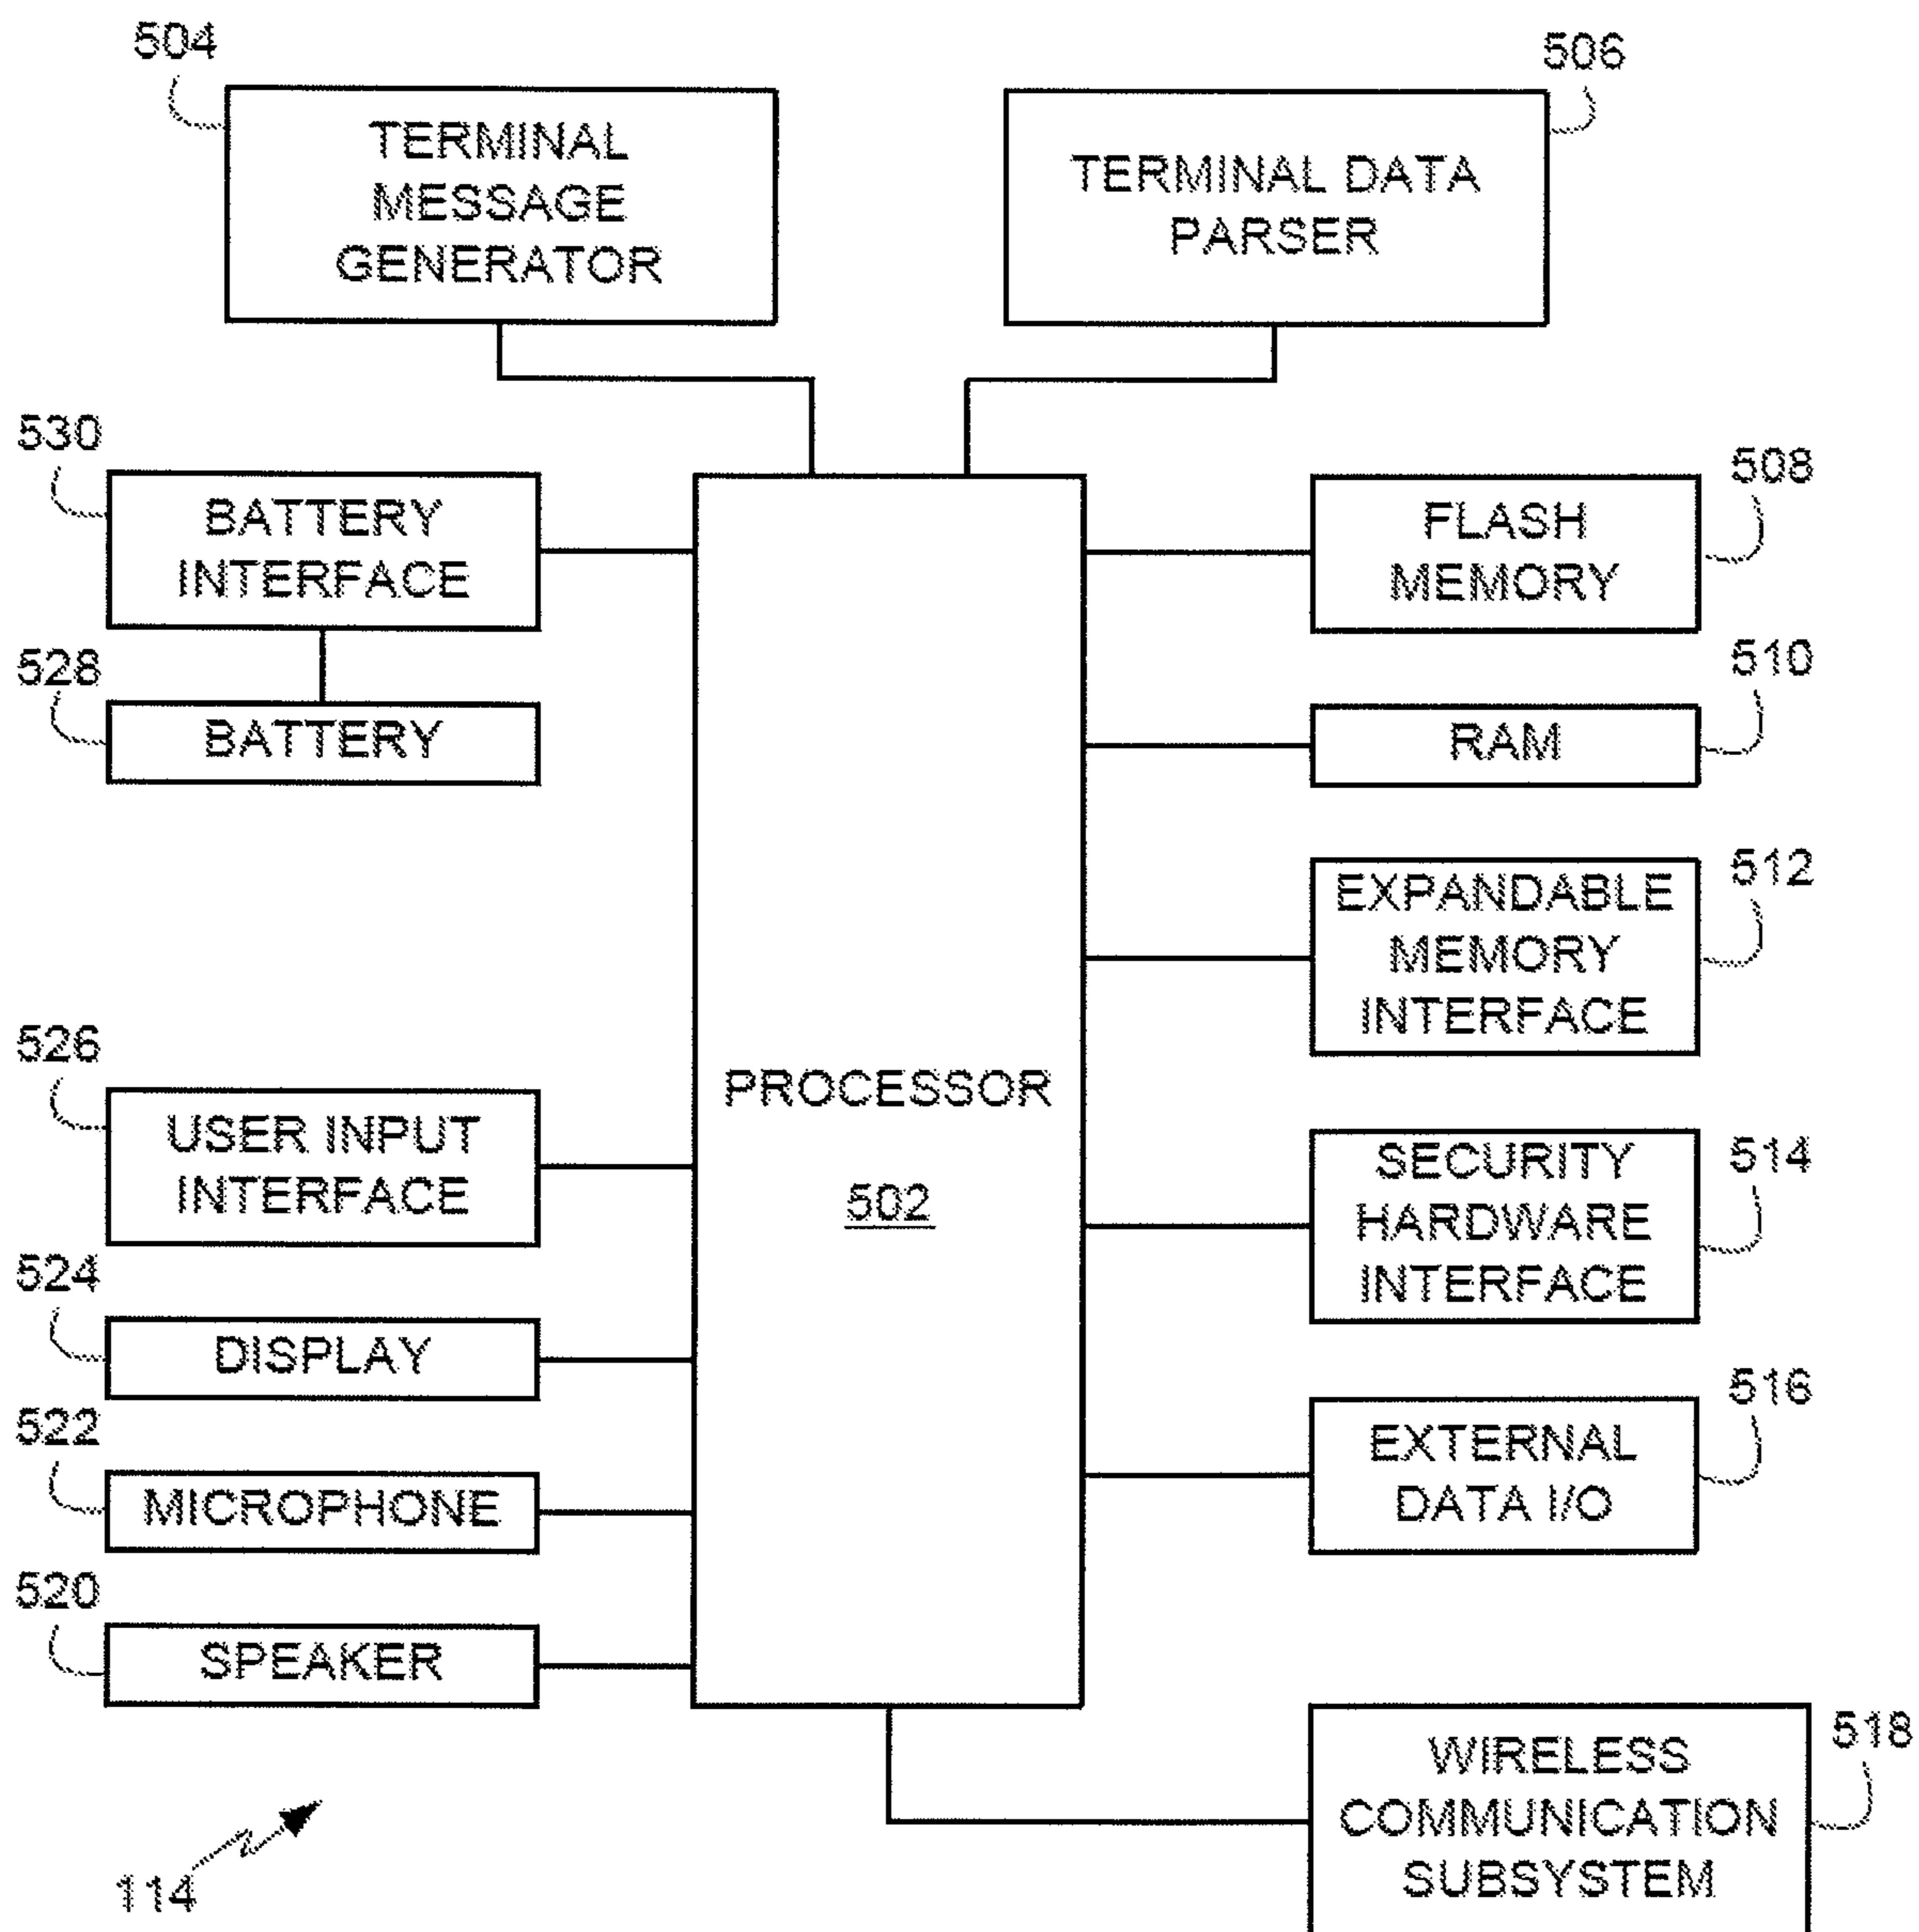 504
506
TERMINAL
MESSAGE
GENERATOR
TERMINAL DATA
PARSER
530
BATTERY
INTERFACE
508
FLASH
MEMORY
528
BATTERY
510
RAM
512
EXPANDABLE
MEMORY
INTERFACE
PROCESSOR
502
526
USER INPUT
INTERFACE
514
SECURITY
HARDWARE
INTERFACE
524
DISPLAY
516
EXTERNAL
DATA I/O
522
MICROPHONE
520
SPEAKER
518
WIRELESS
COMMUNICATION
SUBSYSTEM
114